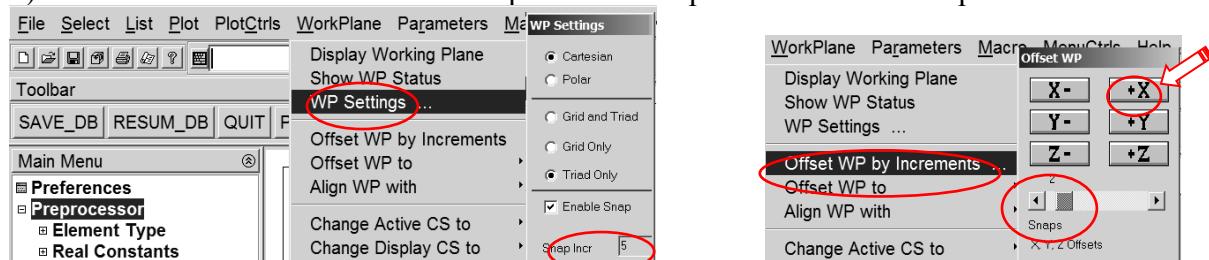 File Select List Plot PlotCtrls WorkPlane Parameters Ma
Toolbar
SAVE_DB RESUM_DB QUIT P
Main Menu
Preferences
Preprocessor
Element Type
Real Constants
Display Working Plane
Show WP Status
WP Settings ...
Offset WP by Increments
Offset WP to
Align WP with
Change Active CS to
Change Display CS to
WP Settings
Cartesian
Polar
Grid and Triad
Grid Only
Triad Only
Enable Snap
Snap Incr 5
WorkPlane Parameters Macro MenuCtrls Help
Display Working Plane
Show WP Status
WP Settings ...
Offset WP by Increments ...
Offset WP to
Align WP with
Change Active CS to
Offset WP
X- +X
Y- +Y
Z- +Z
2
Snaps
X, Y, Z Offsets